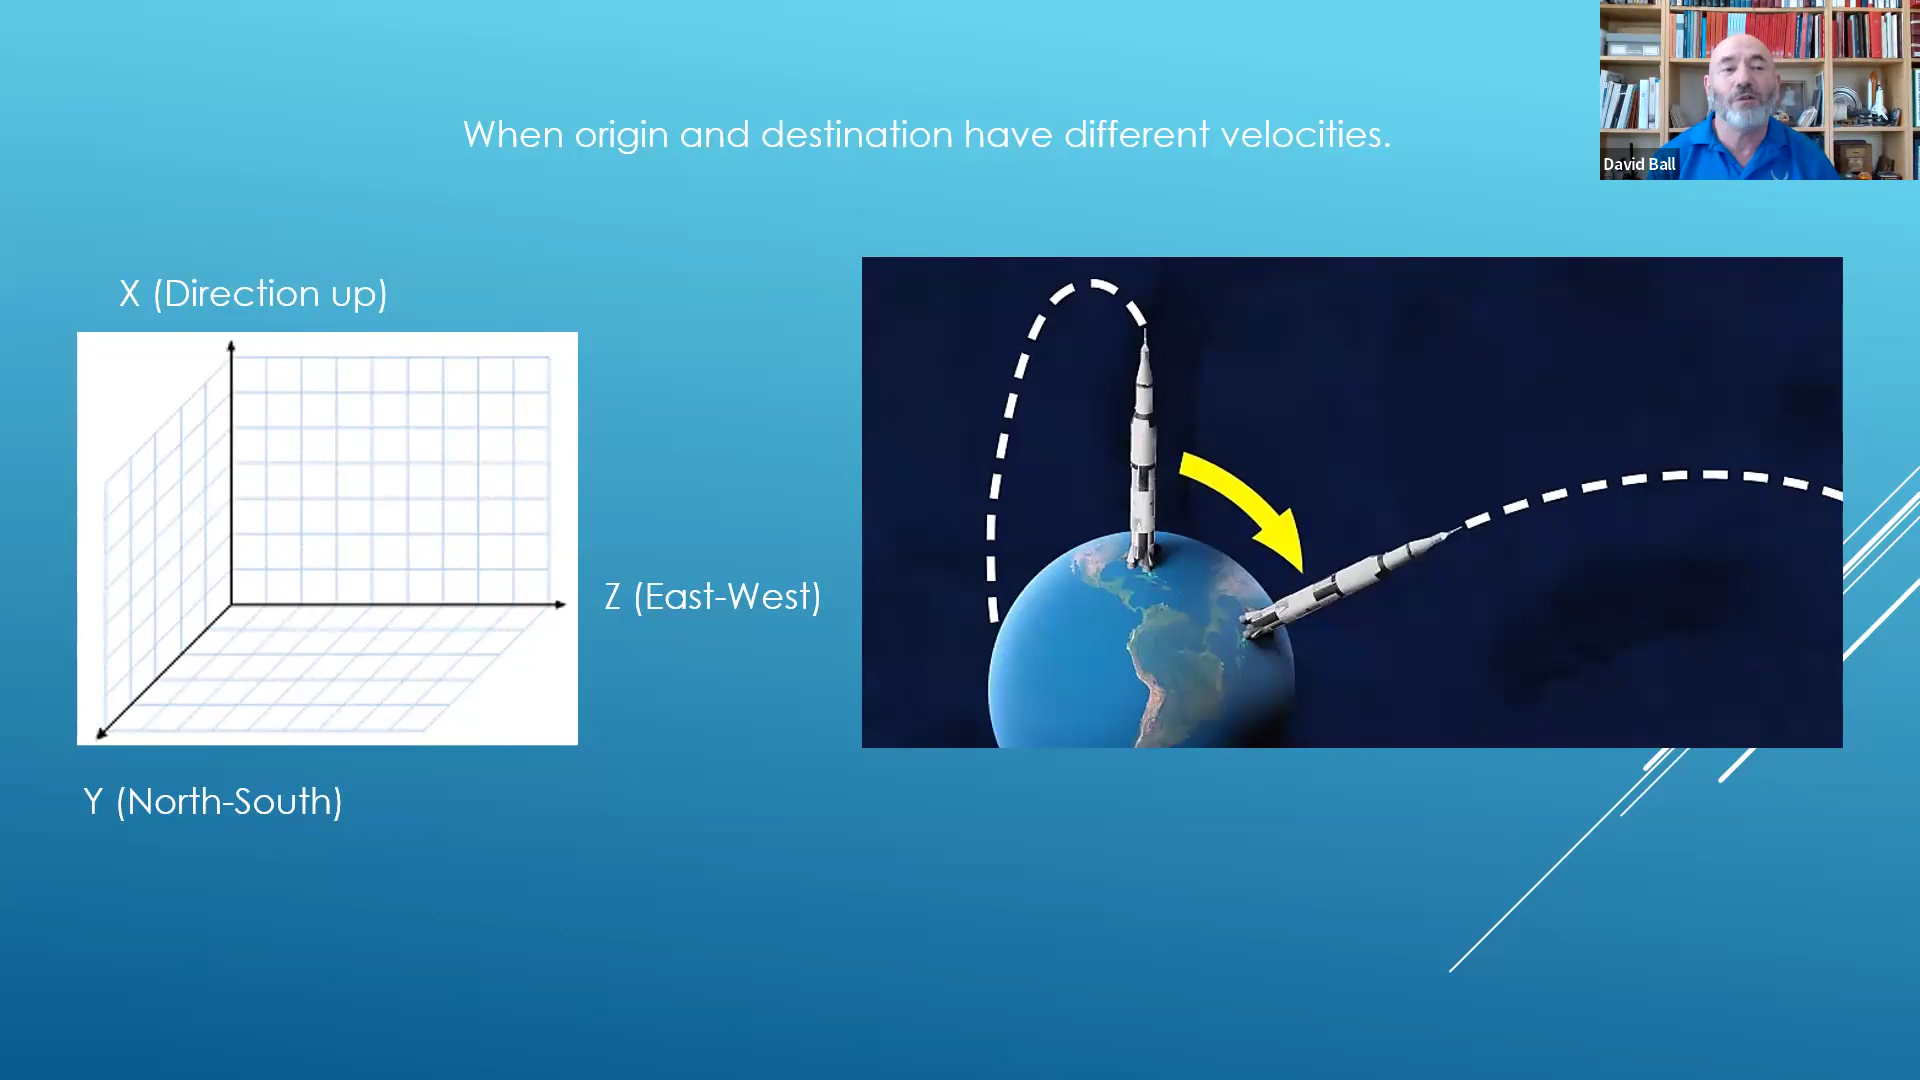 When origin and destination have different velocities.
David Ball
X (Direction up)
Z (East-West)
Y (North-South)